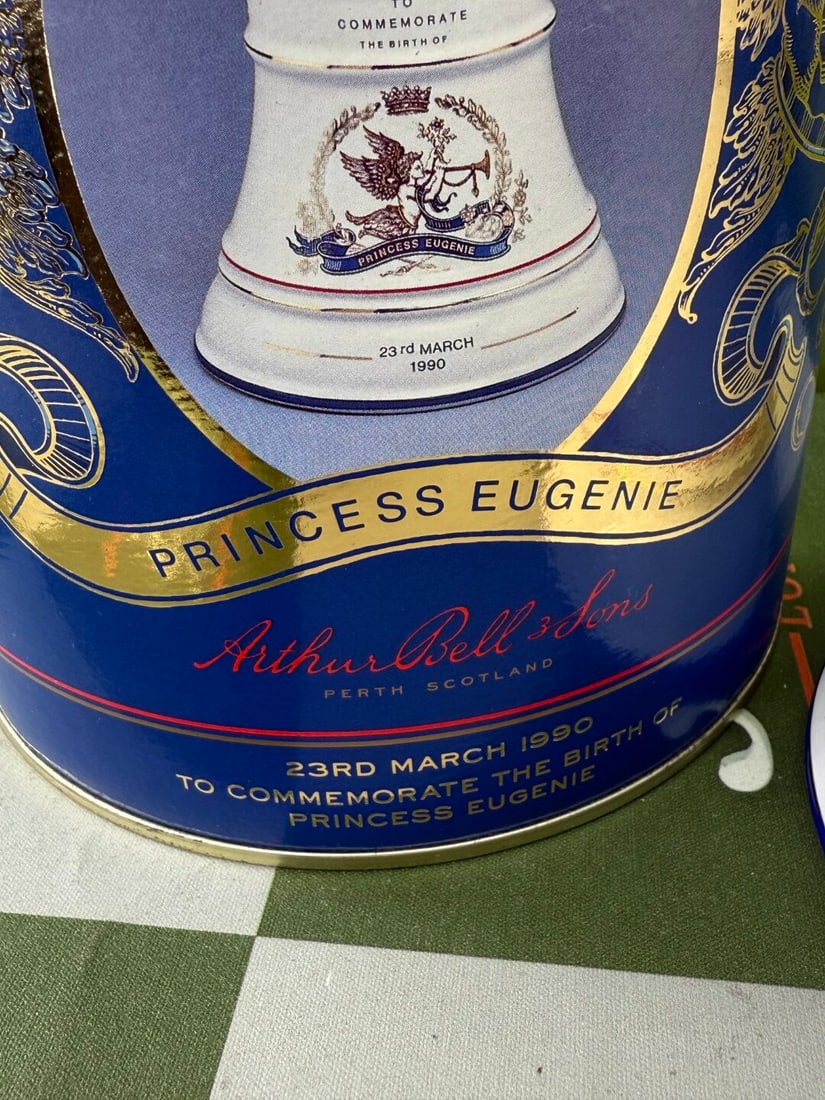 TO
COMMEMORATE
THE BIRTH OF
PRINCESS EUGENIE
23rd MARCH
1990
PRINCESS EUGENIE
Arthur Bell & Sons
PERTH SCOTLAND
23RD MARCH 1990
TO COMMEMORATE THE BIRTH OF
PRINCESS EUGENIE